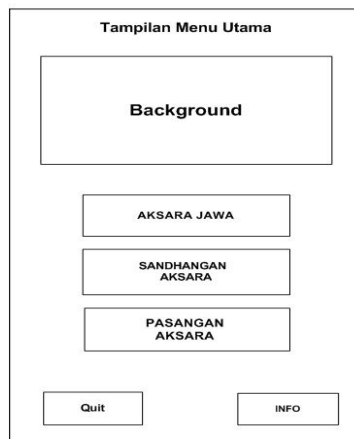 Tampilan Menu Utama
Background
AKSARA JAWA
SANDHANGAN
AKSARA
PASANGAN
AKSARA
Quit
INFO